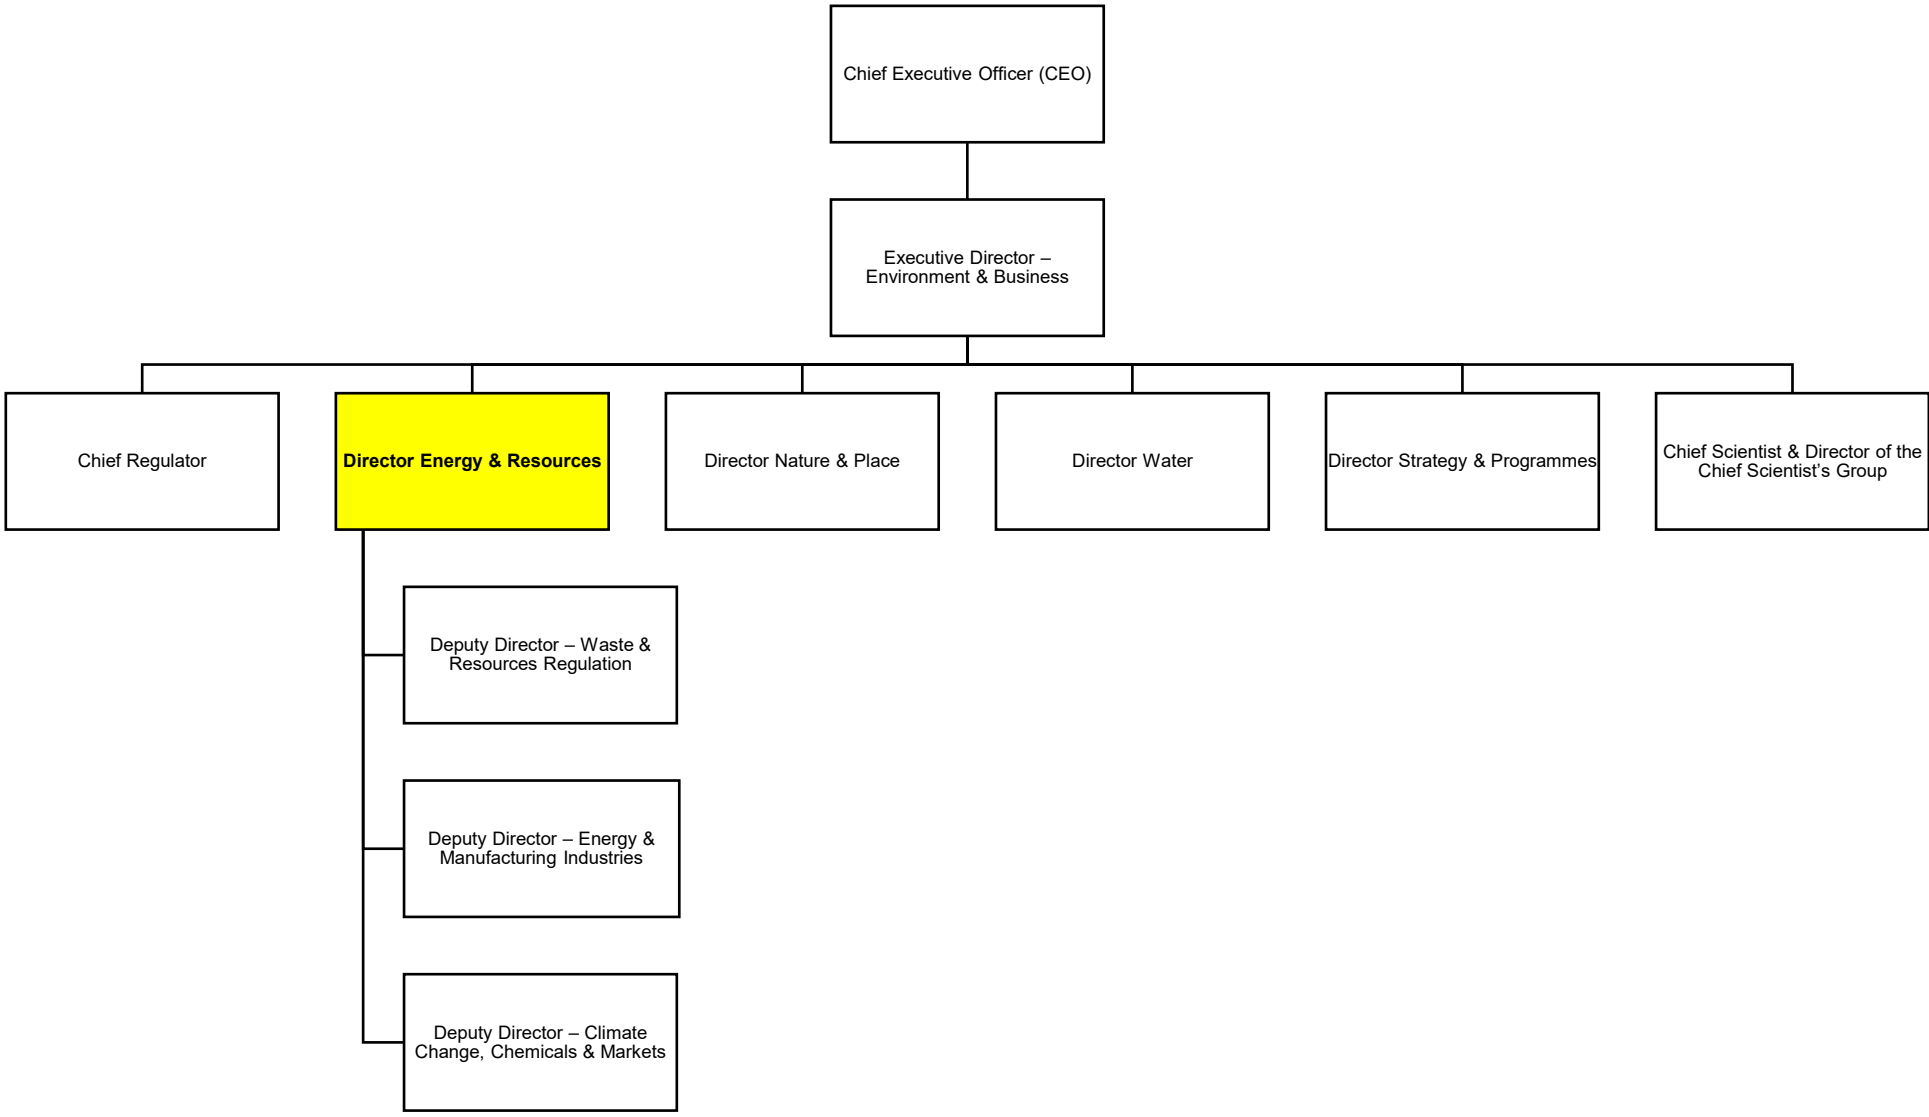 Chief Executive Officer (CEO)
Executive Director –
Environment & Business
Chief Regulator
Director Energy & Resources
Director Nature & Place
Director Water
Director Strategy & Programmes
Chief Scientist & Director of the
Chief Scientist’s Group
Deputy Director – Waste &
Resources Regulation
Deputy Director – Energy &
Manufacturing Industries
Deputy Director – Climate
Change, Chemicals & Markets